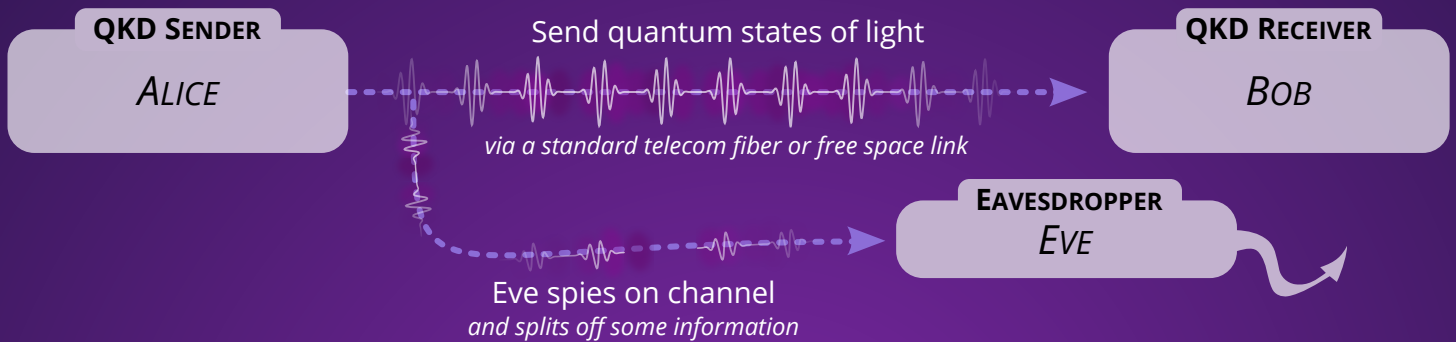 QKD SENDER
ALICE
Send quantum states of light
via a standard telecom fiber or free space link
QKD RECEIVER
BOB
EAVESDROPPER
EVE
Eve spies on channel
and splits off some information